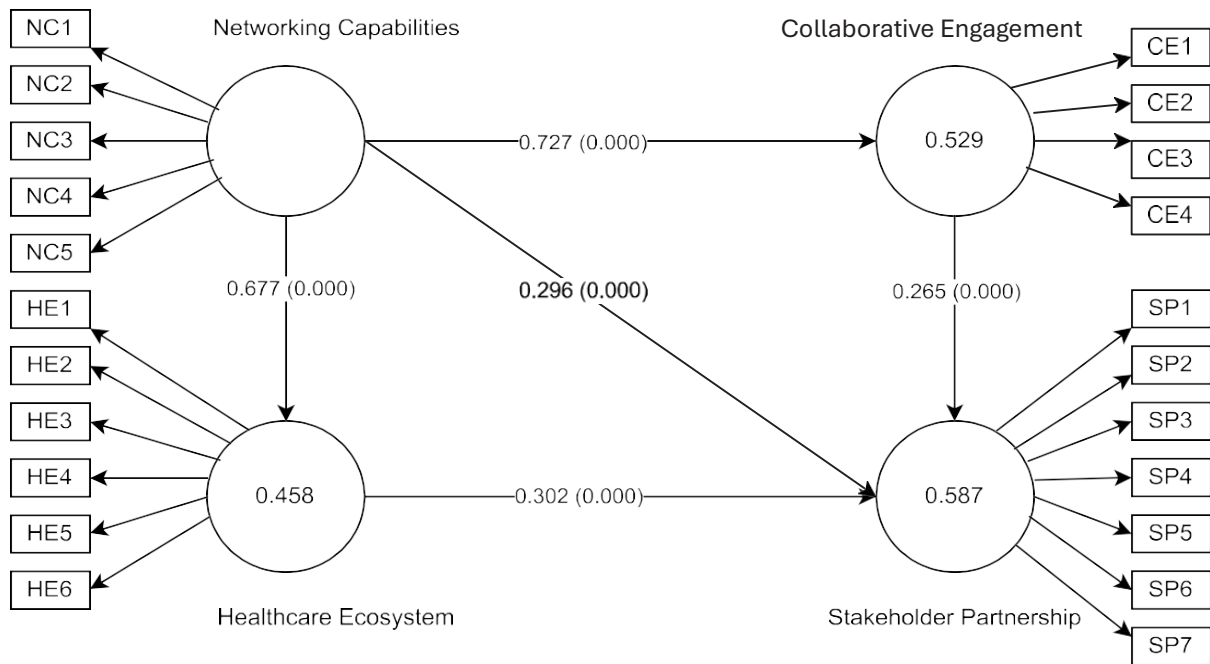 NC1
NC2
NC3
NC4
NC5
Networking Capabilities
Collaborative Engagement
CE1
CE2
CE3
CE4
0.727 (0.000)
0.529
0.677 (0.000)
0.296 (0.000)
0.265 (0.000)
HE1
HE2
HE3
HE4
HE5
HE6
0.458
0.302 (0.000)
0.587
SP1
SP2
SP3
SP4
SP5
SP6
SP7
Healthcare Ecosystem
Stakeholder Partnership